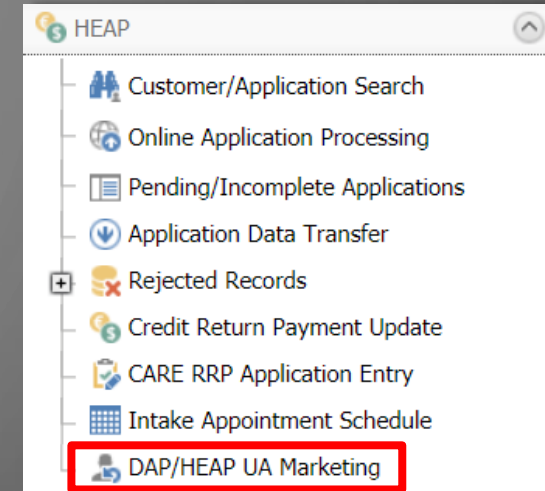 HEAP
Customer/Application Search
Online Application Processing
Pending/Incomplete Applications
Application Data Transfer
Rejected Records
Credit Return Payment Update
CARE RRP Application Entry
Intake Appointment Schedule
DAP/HEAP UA Marketing